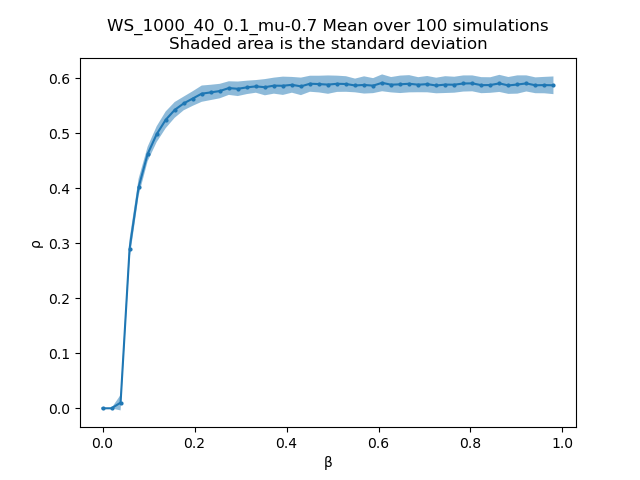 WS_1000_40_0.1_mu-0.7 Mean over 100 simulations
Shaded area is the standard deviation
0.6
0.5
0.4
0.3
0.2
0.1
0.0
ρ
0.0 0.2 0.4 0.6 0.8 1.0
β